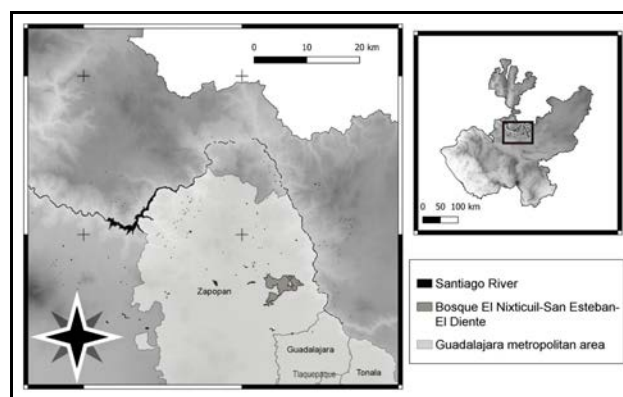 0 10 20 km
Zapopan
Guadalajara
Tlaquepaque
Tonala
0 50 100 km
Santiago River
Bosque El Nixticuil-San Esteban-
El Diente
Guadalajara metropolitan area